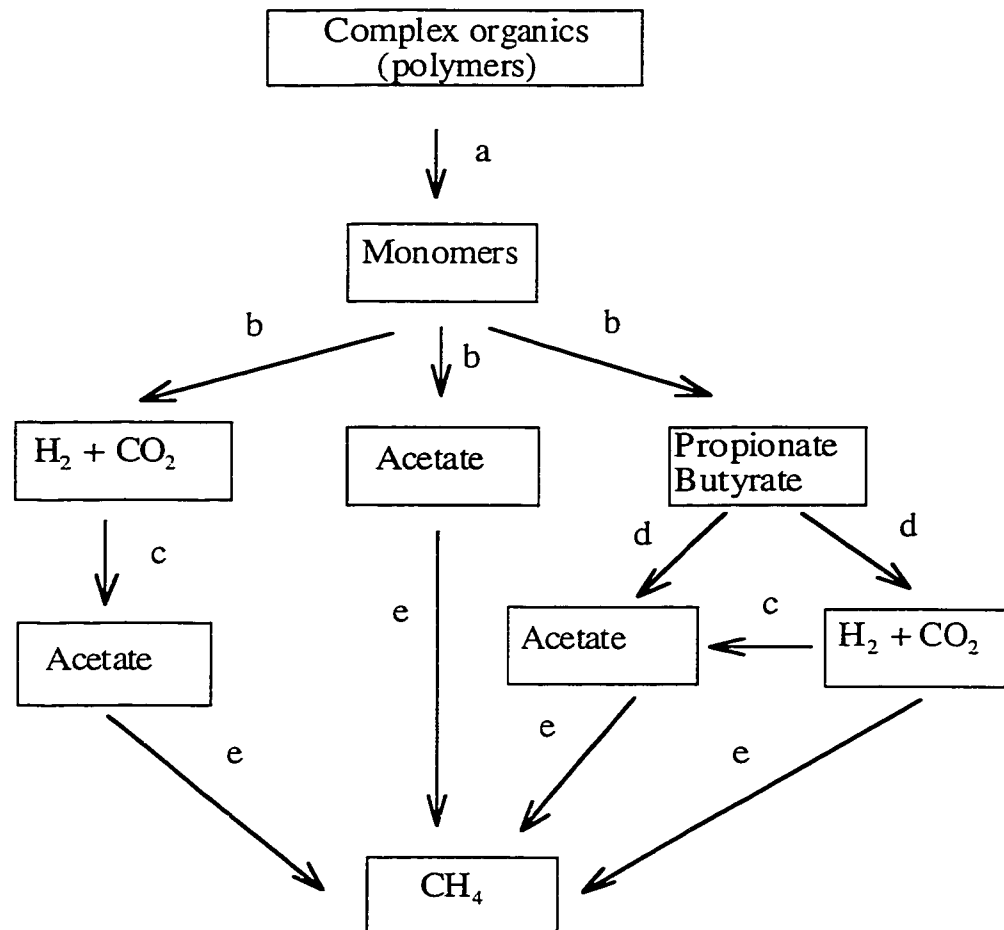 Complex organics
(polymers)
a
Monomers
b
b
b
H₂ + CO₂
Acetate
Propionate
Butyrate
c
d
d
e
c
Acetate
Acetate
H₂ + CO₂
e
e
e
CH₄